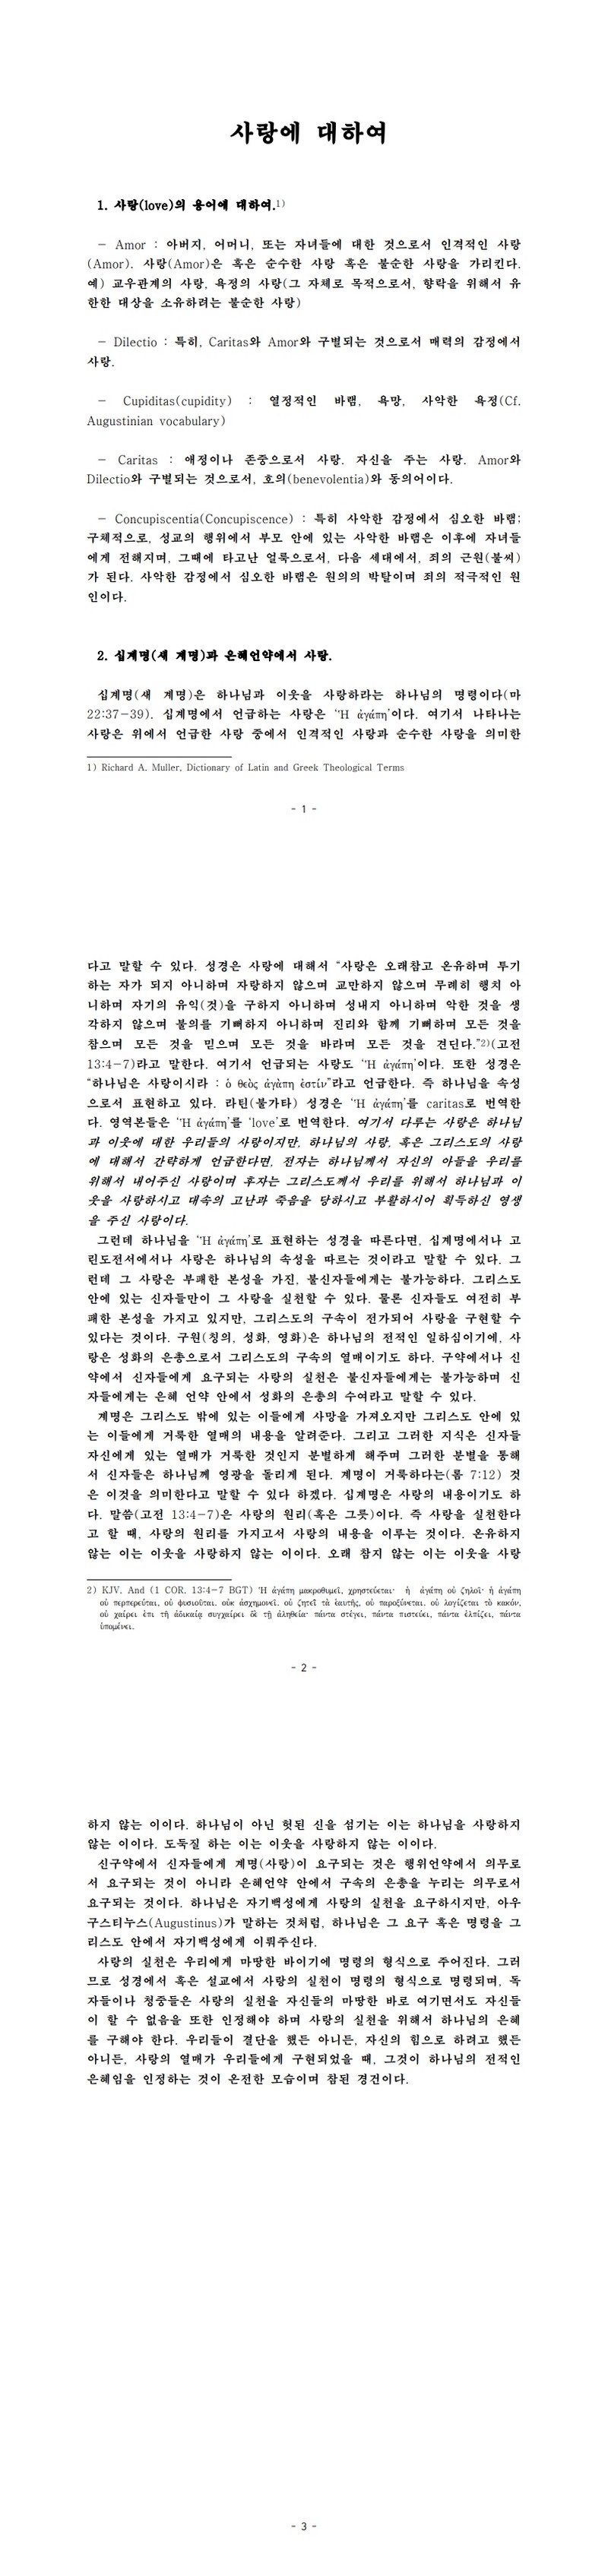 사랑에 대하여
1. 사랑(love)의 용어에 대하여.1)
- Amor : 아버지, 어머니, 또는 자녀들에 대한 것으로서 인격적인 사랑
(Amor). 사랑(Amor)은 혹은 순수한 사랑 혹은 불순한 사랑을 가리킨다.
예) 교우관계의 사랑, 욕정의 사랑(그 자체로 목적으로서, 향락을 위해서 유
한한 대상을 소유하려는 불순한 사랑)
- Dilectio : 특히, Caritas와 Amor와 구별되는 것으로서 매력의 감정에서
사랑.
- Cupiditas(cupidity) : 열정적인 바램, 욕망, 사악한 욕정(Cf.
Augustinian vocabulary)
- Caritas : 애정이나 존중으로서 사랑. 자신을 주는 사랑. Amor와
Dilectio와 구별되는 것으로서, 호의(benevolentia)와 동의어이다.
- Concupiscentia(Concupiscence) : 특히 사악한 감정에서 심오한 바램;
구체적으로, 성교의 행위에서 부모 안에 있는 사악한 바램은 이후에 자녀들
에게 전해지며, 그때에 타고난 얼룩으로서, 다음 세대에서, 죄의 근원(불씨)
가 된다. 사악한 감정에서 심오한 바램은 원의의 박탈이며 죄의 적극적인 원
인이다.
2. 십계명(새 계명)과 은혜언약에서 사랑.
십계명(새 계명)은 하나님과 이웃을 사랑하라는 하나님의 명령이다(마
22:37-39). 십계명에서 언급하는 사랑은 ‘Ἡ ἀγάπη’이다. 여기서 나타나는
사랑은 위에서 언급한 사랑 중에서 인격적인 사랑과 순수한 사랑을 의미한
1) Richard A. Muller, Dictionary of Latin and Greek Theological Terms
- 1 -
다고 말할 수 있다. 성경은 사랑에 대해서 “사랑은 오래참고 온유하며 투기
하는 자가 되지 아니하며 자랑하지 않으며 교만하지 않으며 무례히 행치 아
니하며 자기의 유익(것)을 구하지 아니하며 성내지 아니하며 악한 것을 생
각하지 않으며 불의를 기뻐하지 아니하며 진리와 함께 기뻐하며 모든 것을
참으며 모든 것을 믿으며 모든 것을 바라며 모든 것을 견딘다.”2)(고전
13:4-7)라고 말한다. 여기서 언급되는 사랑도 ‘Ἡ ἀγάπη’이다. 또한 성경은
“하나님은 사랑이시라 : ὁ θεὸς ἀγὰπη ἐστίν”라고 언급한다. 즉 하나님을 속성
으로서 표현하고 있다. 라틴(불가타) 성경은 ‘Ἡ ἀγάπη’를 caritas로 번역한
다. 영역본들은 ‘Ἡ ἀγάπη’를 ‘love’로 번역한다. 여기서 다루는 사랑은 하나님
과 이웃에 대한 우리들의 사랑이지만, 하나님의 사랑, 혹은 그리스도의 사랑
에 대해서 간략하게 언급한다면, 전자는 하나님께서 자신의 아들을 우리를
위해서 내어주신 사랑이며 후자는 그리스도께서 우리를 위해서 하나님과 이
웃을 사랑하시고 대속의 고난과 죽음을 당하시고 부활하시어 획득하신 영생
을 주신 사랑이다.
그런데 하나님을 ‘Ἡ ἀγάπη’로 표현하는 성경을 따른다면, 십계명에서나 고
린도전서에서나 사랑은 하나님의 속성을 따르는 것이라고 말할 수 있다. 그
런데 그 사랑은 부패한 본성을 가진, 불신자들에게는 불가능하다. 그리스도
안에 있는 신자들만이 그 사랑을 실천할 수 있다. 물론 신자들도 여전히 부
패한 본성을 가지고 있지만, 그리스도의 구속이 전가되어 사랑을 구현할 수
있다는 것이다. 구원(칭의, 성화, 영화)은 하나님의 전적인 일하심이기에, 사
랑은 성화의 은총으로서 그리스도의 구속의 열매이기도 하다. 구약에서나 신
약에서 신자들에게 요구되는 사랑의 실천은 불신자들에게는 불가능하며 신
자들에게는 은혜 언약 안에서 성화의 은총의 수여라고 말할 수 있다.
계명은 그리스도 밖에 있는 이들에게 사망을 가져오지만 그리스도 안에 있
는 이들에게 거룩한 열매의 내용을 알려준다. 그리고 그러한 지식은 신자들
자신에게 있는 열매가 거룩한 것인지 분별하게 해주며 그러한 분별을 통해
서 신자들은 하나님께 영광을 돌리게 된다. 계명이 거룩하다는(롬 7:12) 것
은 이것을 의미한다고 말할 수 있다 하겠다. 십계명은 사랑의 내용이기도 하
다. 말씀(고전 13:4-7)은 사랑의 원리(혹은 그릇)이다. 즉 사랑을 실천한다
고 할 때, 사랑의 원리를 가지고서 사랑의 내용을 이루는 것이다. 온유하지
않는 이는 이웃을 사랑하지 않는 이이다. 오래 참지 않는 이는 이웃을 사랑
2) KJV. And (1 COR. 13:4-7 BGT) Ἡ ἀγάπη μακροθυμεῖ, χρηστεύεται· ἡ ἀγάπη οὐ ζηλοῖ· ἡ ἀγάπη
οὐ περπερεύται, οὐ φυσιοῦται. οὐκ ἀσχημονεῖ. οὐ ζητεῖ τὰ ἑαυτῆς, οὐ παροξύνεται. οὐ λογίζεται τὸ κακόν,
οὐ χαίρει ἐπι τῇ ἀδικαίᾳ συγχαίρει δὲ τῇ ἀληθείᾳ· πάντα στέγει, πάντα πιστεύει, πάντα ἐλπίζει, πάντα
ὑπομένει.
- 2 -
하지 않는 이이다. 하나님이 아닌 헛된 신을 섬기는 이는 하나님을 사랑하지
않는 이이다. 도둑질 하는 이는 이웃을 사랑하지 않는 이이다.
신구약에서 신자들에게 계명(사랑)이 요구되는 것은 행위언약에서 의무로
서 요구되는 것이 아니라 은혜언약 안에서 구속의 은총을 누리는 의무로서
요구되는 것이다. 하나님은 자기백성에게 사랑의 실천을 요구하시지만, 아우
구스티누스(Augustinus)가 말하는 것처럼, 하나님은 그 요구 혹은 명령을 그
리스도 안에서 자기백성에게 이뤄주신다.
사랑의 실천은 우리에게 마땅한 바이기에 명령의 형식으로 주어진다. 그러
므로 성경에서 혹은 설교에서 사랑의 실천이 명령의 형식으로 명령되며, 독
자들이나 청중들은 사랑의 실천을 자신들의 마땅한 바로 여기면서도 자신들
이 할 수 없음을 또한 인정해야 하며 사랑의 실천을 위해서 하나님의 은혜
를 구해야 한다. 우리들이 결단을 했든 아니든, 자신의 힘으로 하려고 했든
아니든, 사랑의 열매가 우리들에게 구현되었을 때, 그것이 하나님의 전적인
은혜임을 인정하는 것이 온전한 모습이며 참된 경건이다.
- 3 -